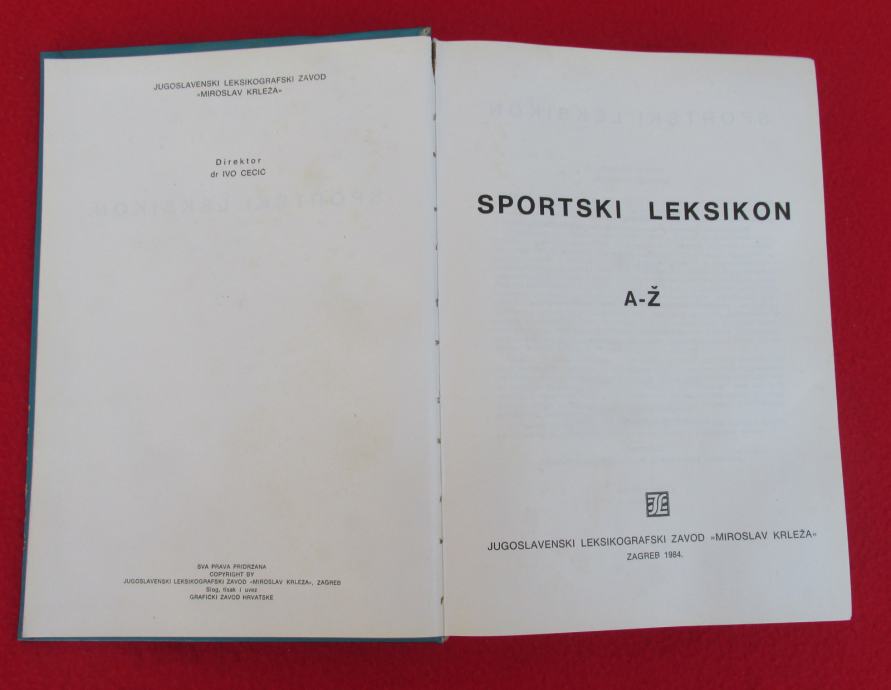 JUGOSLAVENSKI LEKSIKOGRAFSKI ZAVOD
»MIROSLAV KRLEŽA«
Direktor
dr IVO CECIĆ
SVA PRAVA PRIDRŽANA
COPYRIGHT BY
JUGOSLAVENSKI LEKSIKOGRAFSKI ZAVOD »MIROSLAV KRLEŽA«, ZAGREB
Slog, tisak i uvez
GRAFIČKI ZAVOD HRVATSKE
SPORTSKI LEKSIKON
A-Ž
JUGOSLAVENSKI LEKSIKOGRAFSKI ZAVOD »MIROSLAV KRLEŽA«
ZAGREB 1984.